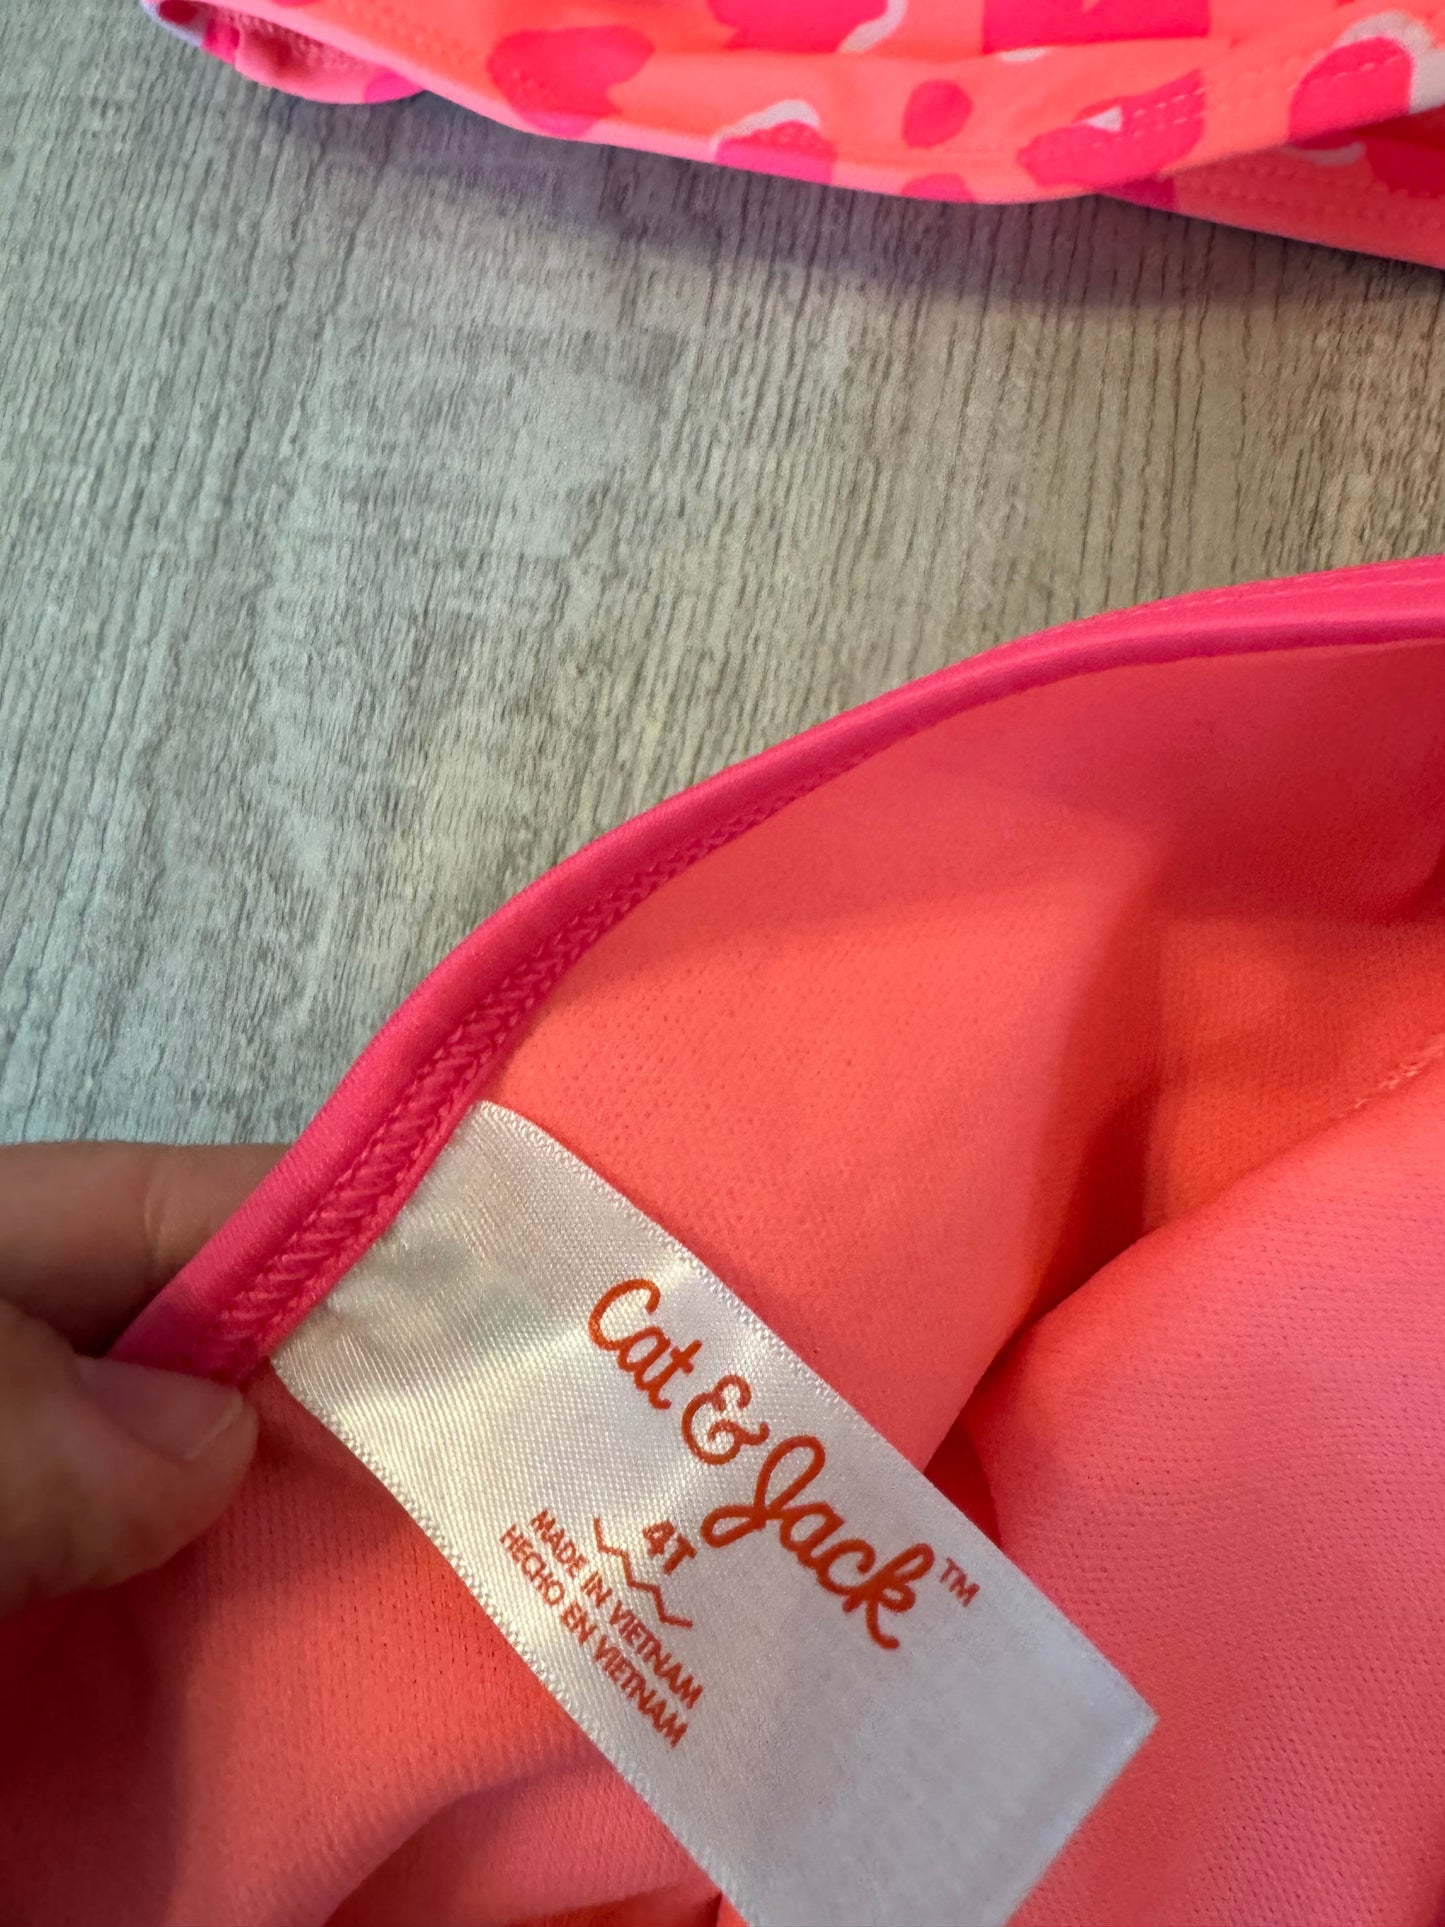 Cat & Jack™
4T
MADE IN VIETNAM
HECHO EN VIETNAM